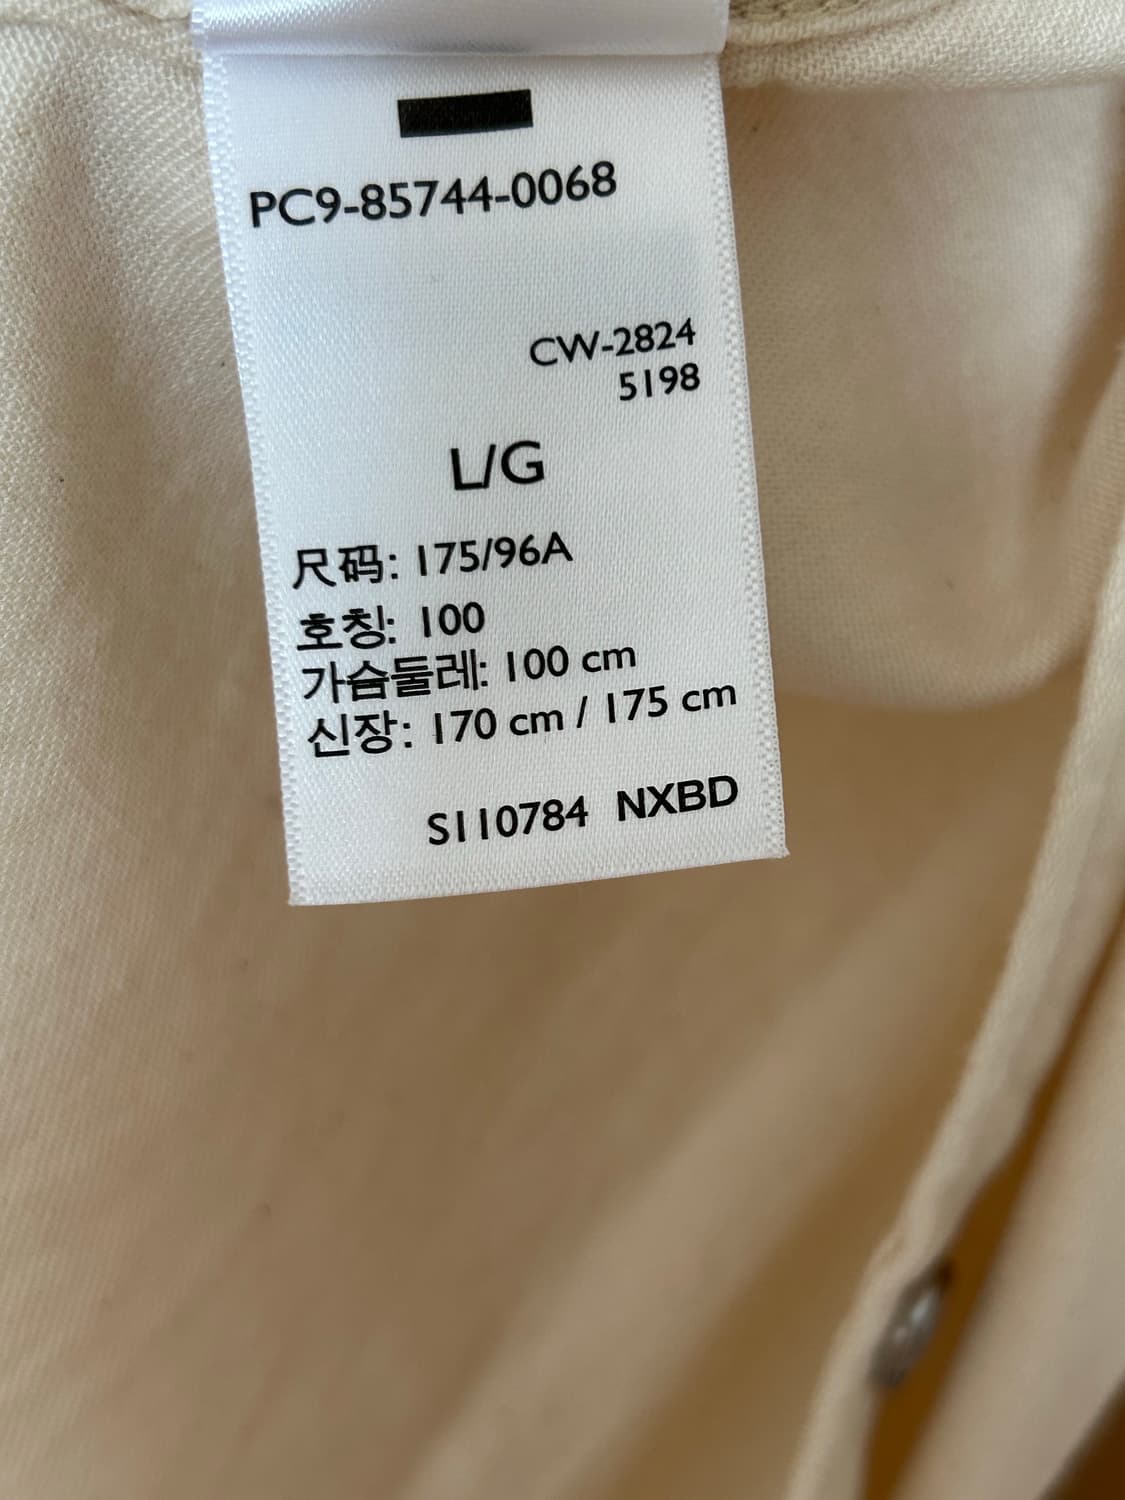 PC9-85744-0068
CW-2824
5198
L/G
尺码: 175/96A
호칭: 100
가슴둘레: 100 cm
신장: 170 cm / 175 cm
S110784 NXBD